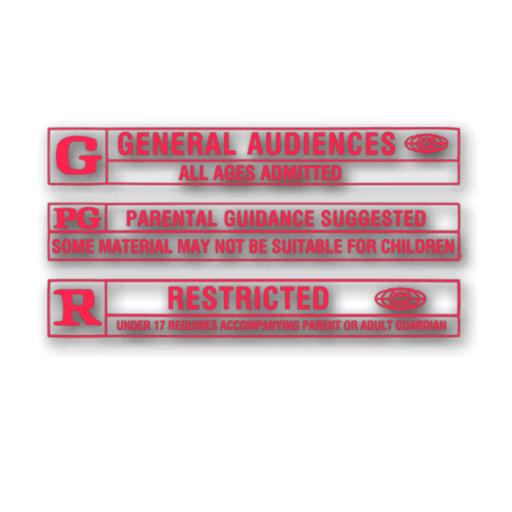 G GENERAL AUDIENCES
ALL AGES ADMITTED
PG PARENTAL GUIDANCE SUGGESTED
SOME MATERIAL MAY NOT BE SUITABLE FOR CHILDREN
R RESTRICTED
UNDER 17 REQUIRES ACCOMPANYING PARENT OR ADULT GUARDIAN